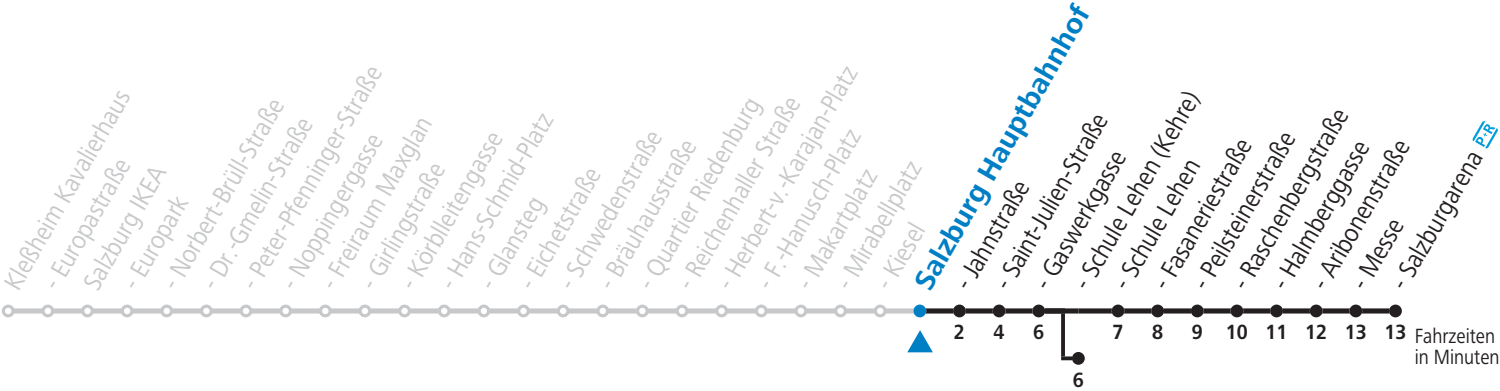 Kleßheim Kavalierhaus
- Europastraße
Salzburg IKEA
- Europark
- Norbert-Brüll-Straße
Dr. -Gmelin-Straße
- Peter-Pfenninger-Straße
- Noppingergasse
- Freiraum Maxglan
- Girlingstraße
- Körblleitengasse
- Hans-Schmid-Platz
- Glansteg
- Eichetstraße
- Schwedenstraße
- Bräuhausstraße
- Quartier Riedenburg
- Reichenhaller Straße
- Herbert-v.-Karajan-Platz
- F.-Hanusch-Platz
- Makartplatz
- Mirabellplatz
- Kiesel
Salzburg Hauptbahnhof
- Jahnstraße
- Saint-Julien-Straße
- Gaswerkgasse
- Schule Lehen (Kehre)
- Schule Lehen
- Fasaneriestraße
- Peilsteinerstraße
- Raschenbergstraße
- Halmberggasse
- Aribonenstraße
- Messe
- Salzburgarena P+R
2 4 6 7 8 9 10 11 12 13 13
6
Fahrzeiten
in Minuten